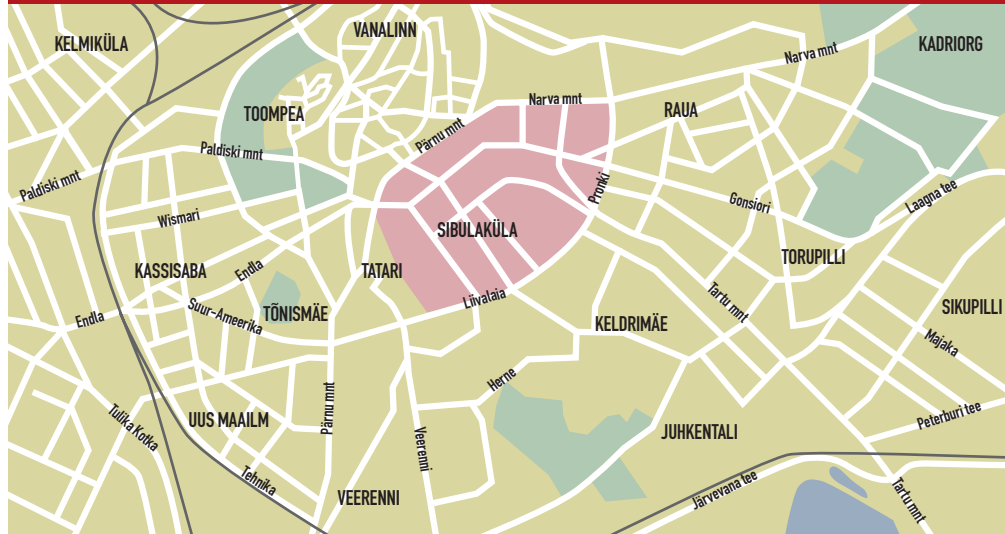 KELMIKÜLA
VANALINN
KADRIORG
Narva mnt
Narva mnt
TOOMPEA
RAUA
Pärnu mnt
Paldiski mnt
Paldiski mnt
Pronki
Laagna tee
Gonsiori
Wismari
SIBULAKÜLA
TORUPILLI
KASSISABA
Endla
TATARI
Liivalaia
Tartu mnt
SIKUPILLI
Endla
Suur-Ameerika
TÕNISMÄE
KELDRIMÄE
Majaka
Herne
Pärnu mnt
Peterburi tee
Tulika Kotka
UUS MAAILM
Veerenni
JUHKENTALI
Tehnika
VEERENNI
Järvevana tee
Tartu mnt